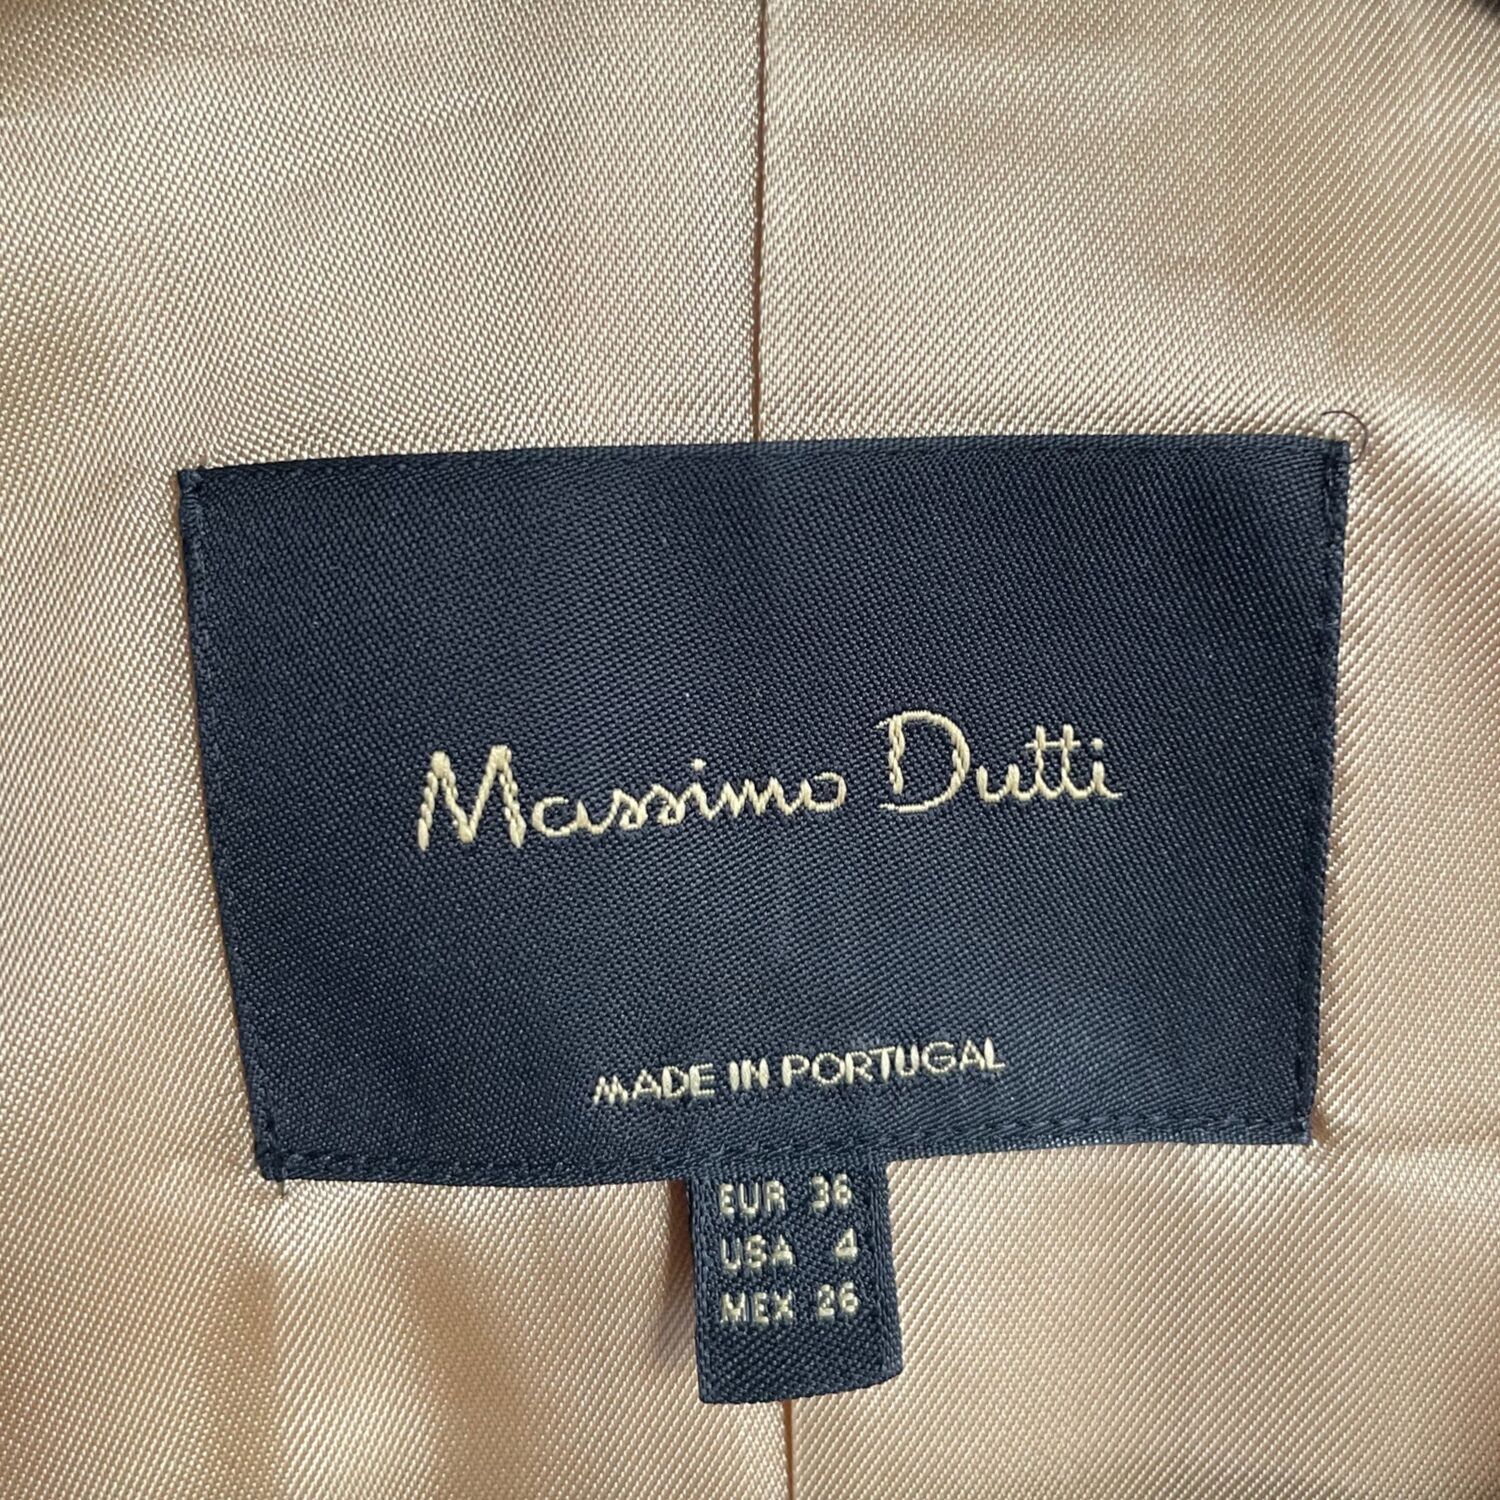 Massimo Dutti
MADE IN PORTUGAL
EUR 36
USA 4
MEX 26